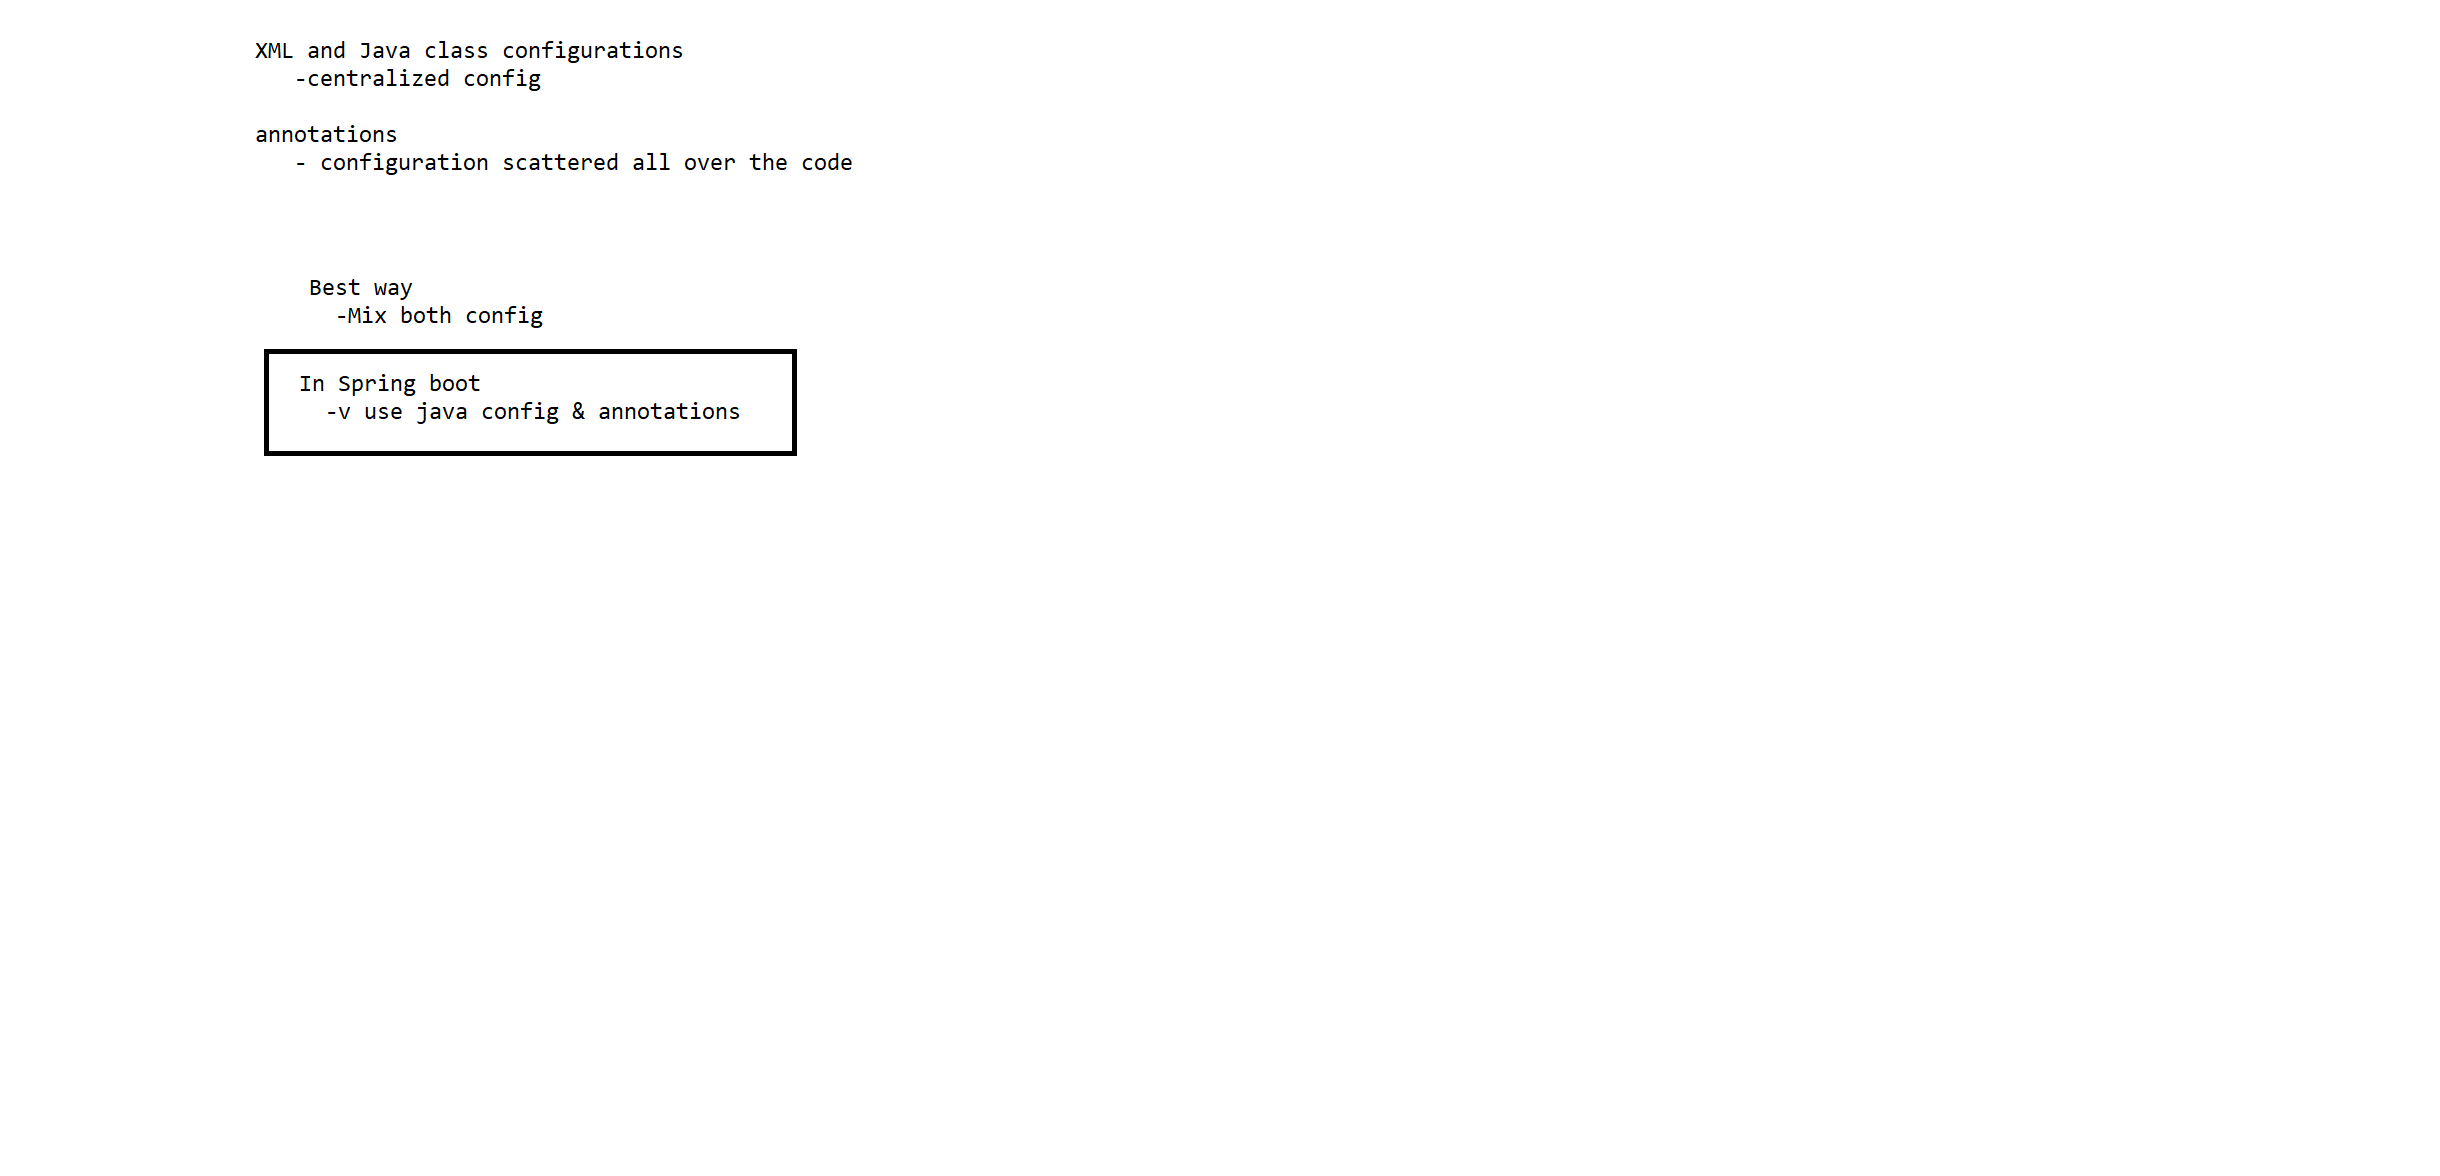 XML and Java class configurations
-centralized config
annotations
- configuration scattered all over the code
Best way
-Mix both config
In Spring boot
-v use java config & annotations